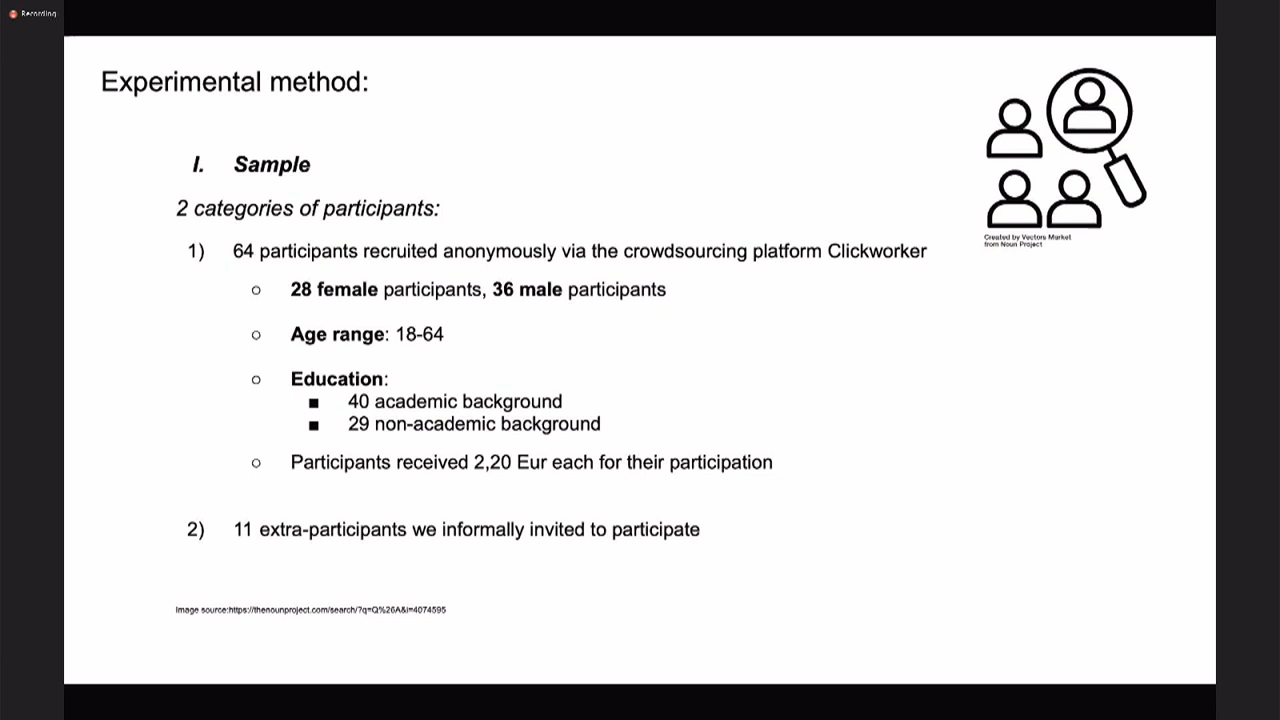 Recording
Experimental method:
I. Sample
2 categories of participants:
1) 64 participants recruited anonymously via the crowdsourcing platform Clickworker
○ 28 female participants, 36 male participants
○ Age range: 18-64
○ Education:
■ 40 academic background
■ 29 non-academic background
○ Participants received 2,20 Eur each for their participation
2) 11 extra-participants we informally invited to participate
Created by Vectors Market
from Noun Project
Image source:https://thenounproject.com/search/?q=Q%26A&i=4074595